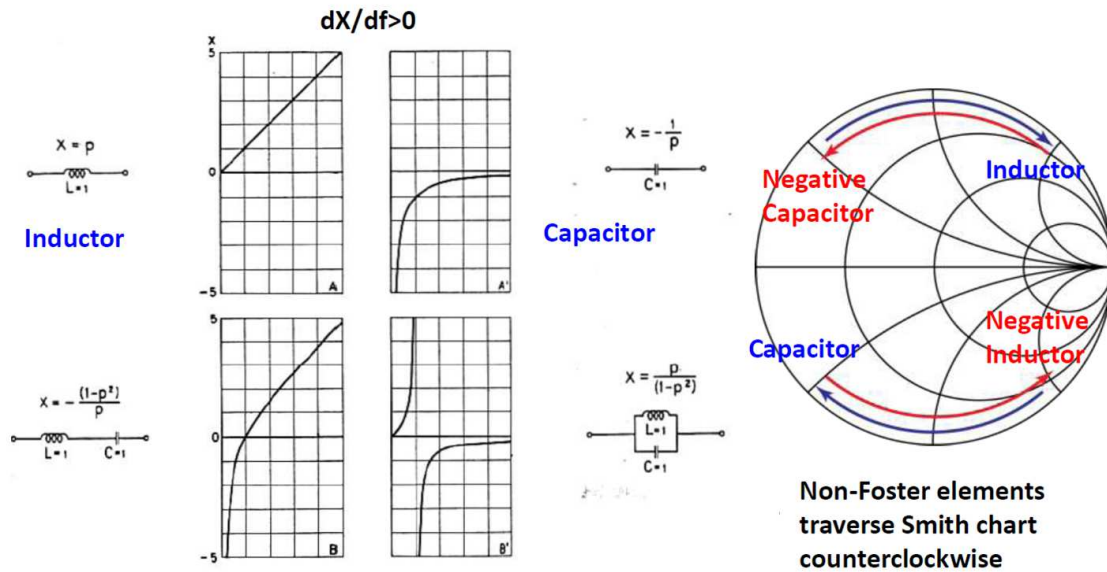 dX/df>0
X
5
0
-5
A
A'
X = p
L=1
Inductor
X = - 1/p
C=1
Capacitor
5
0
-5
B
B'
X = - (1-p²)/p
L=1 C=1
X = p/(1-p²)
L=1
C=1
Negative
Capacitor
Inductor
Capacitor
Negative
Inductor
Non-Foster elements
traverse Smith chart
counterclockwise